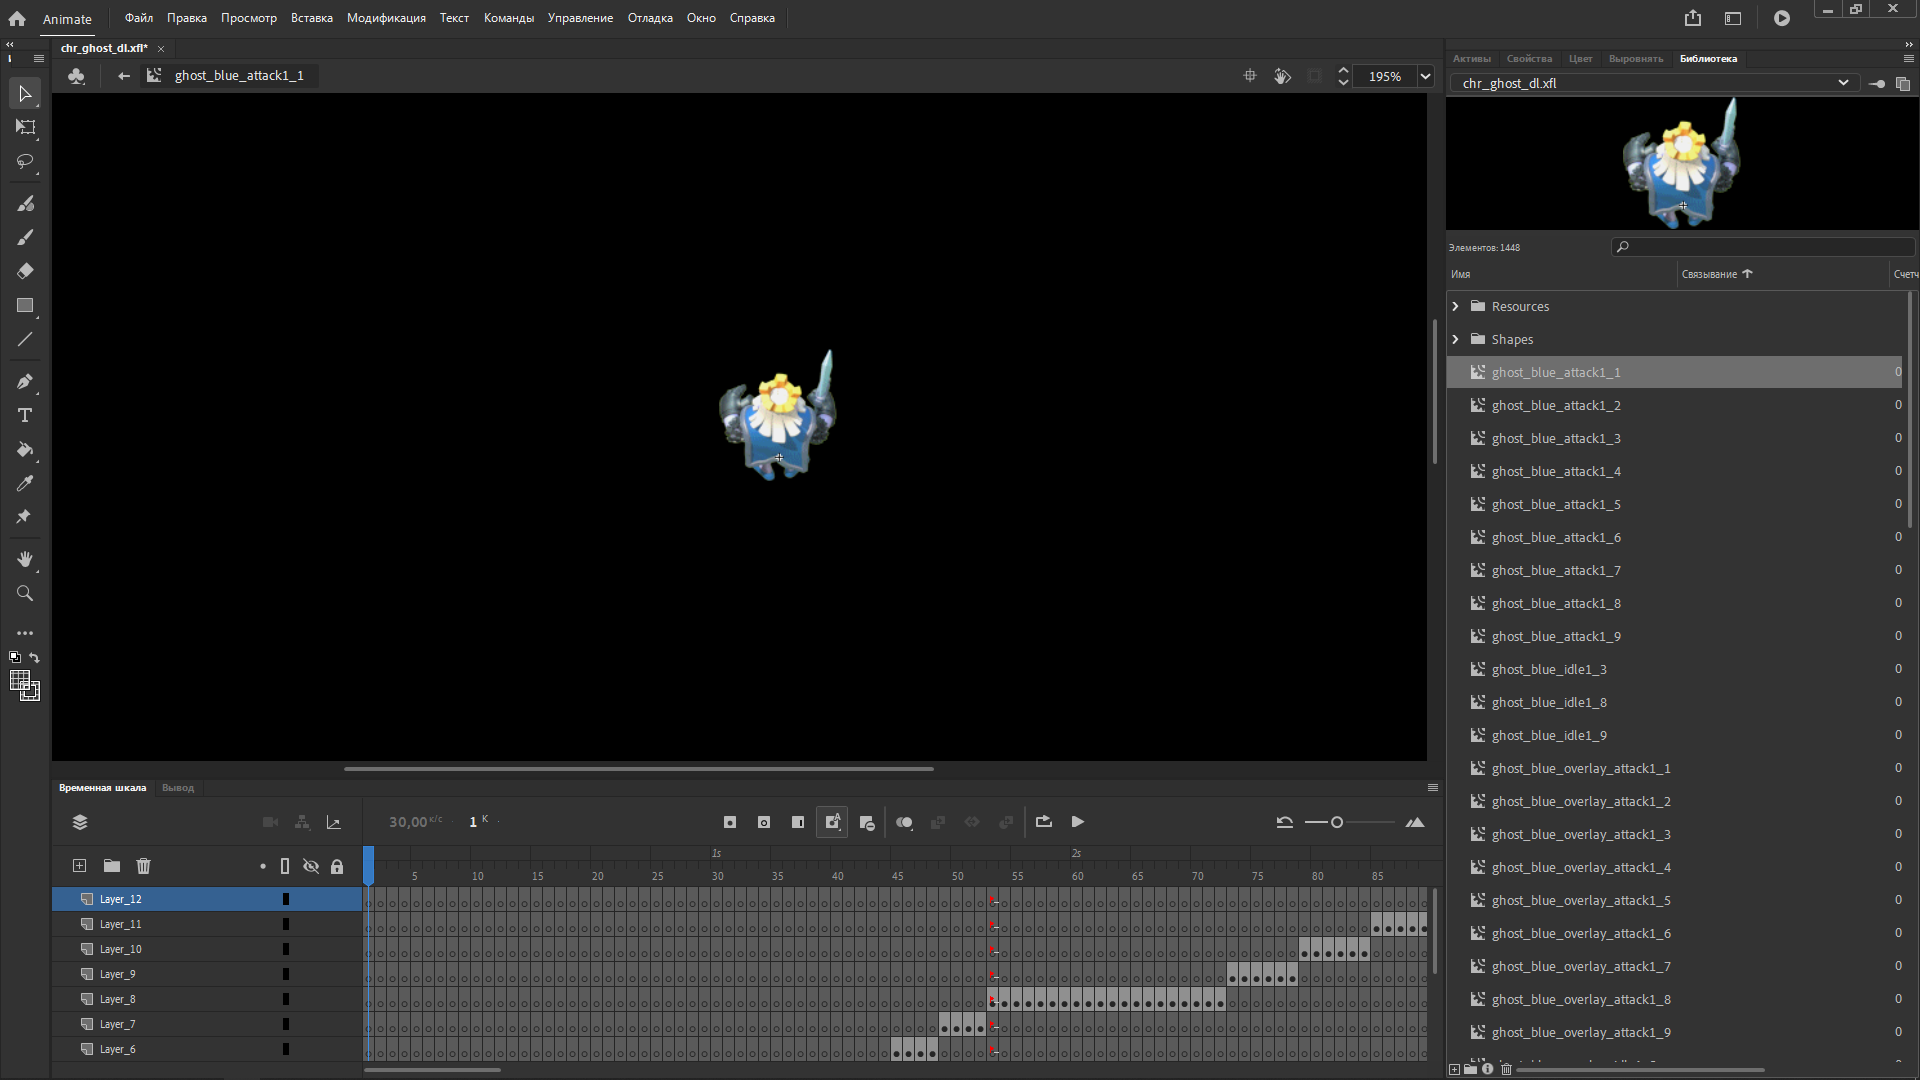 Animate
Файл Правка Просмотр Вставка Модификация Текст Команды Управление Отладка Окно Справка
chr_ghost_dl.xfl*
ghost_blue_attack1_1
195%
Активы Свойства Цвет Выровнять Библиотека
chr_ghost_dl.xfl
Элементов: 1448
Имя Связывание Счетч
Resources
Shapes
ghost_blue_attack1_1 0
ghost_blue_attack1_2 0
ghost_blue_attack1_3 0
ghost_blue_attack1_4 0
ghost_blue_attack1_5 0
ghost_blue_attack1_6 0
ghost_blue_attack1_7 0
ghost_blue_attack1_8 0
ghost_blue_attack1_9 0
ghost_blue_idle1_3 0
ghost_blue_idle1_8 0
ghost_blue_idle1_9 0
ghost_blue_overlay_attack1_1 0
ghost_blue_overlay_attack1_2 0
ghost_blue_overlay_attack1_3 0
ghost_blue_overlay_attack1_4 0
ghost_blue_overlay_attack1_5 0
ghost_blue_overlay_attack1_6 0
ghost_blue_overlay_attack1_7 0
ghost_blue_overlay_attack1_8 0
ghost_blue_overlay_attack1_9 0
Временная шкала Вывод
30,00 к/с 1 К
1s 2s
5 10 15 20 25 30 35 40 45 50 55 60 65 70 75 80 85
Layer_12
Layer_11
Layer_10
Layer_9
Layer_8
Layer_7
Layer_6